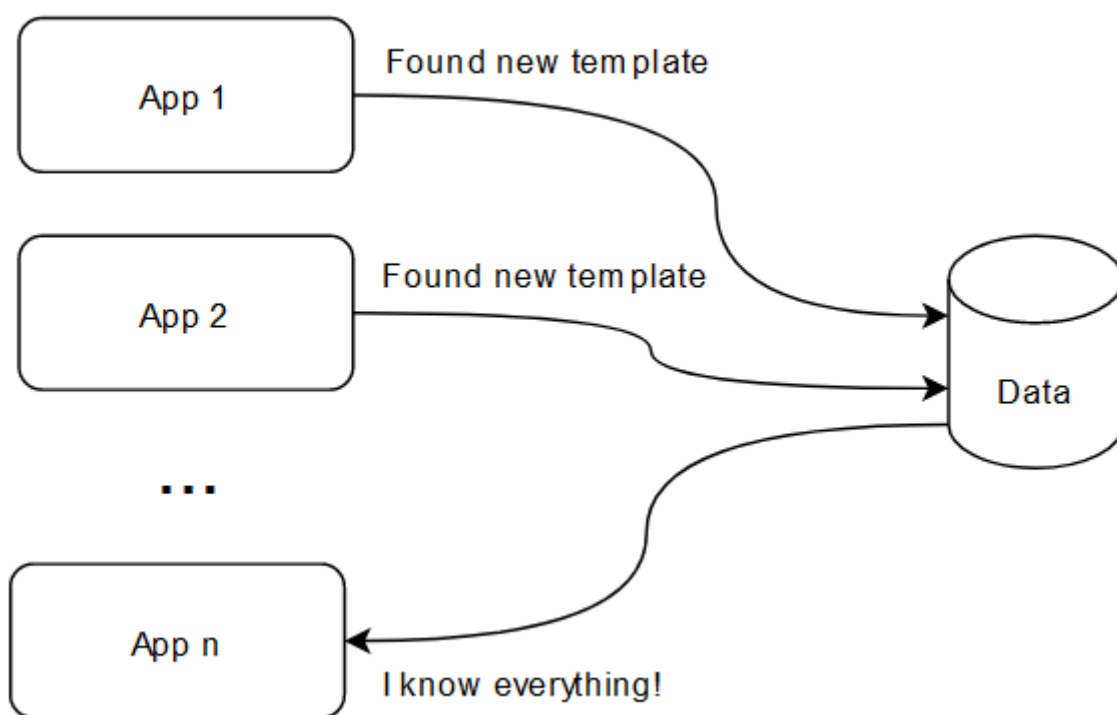 Found new template
App 1
Found new template
App 2
Data
...
App n
I know everything!